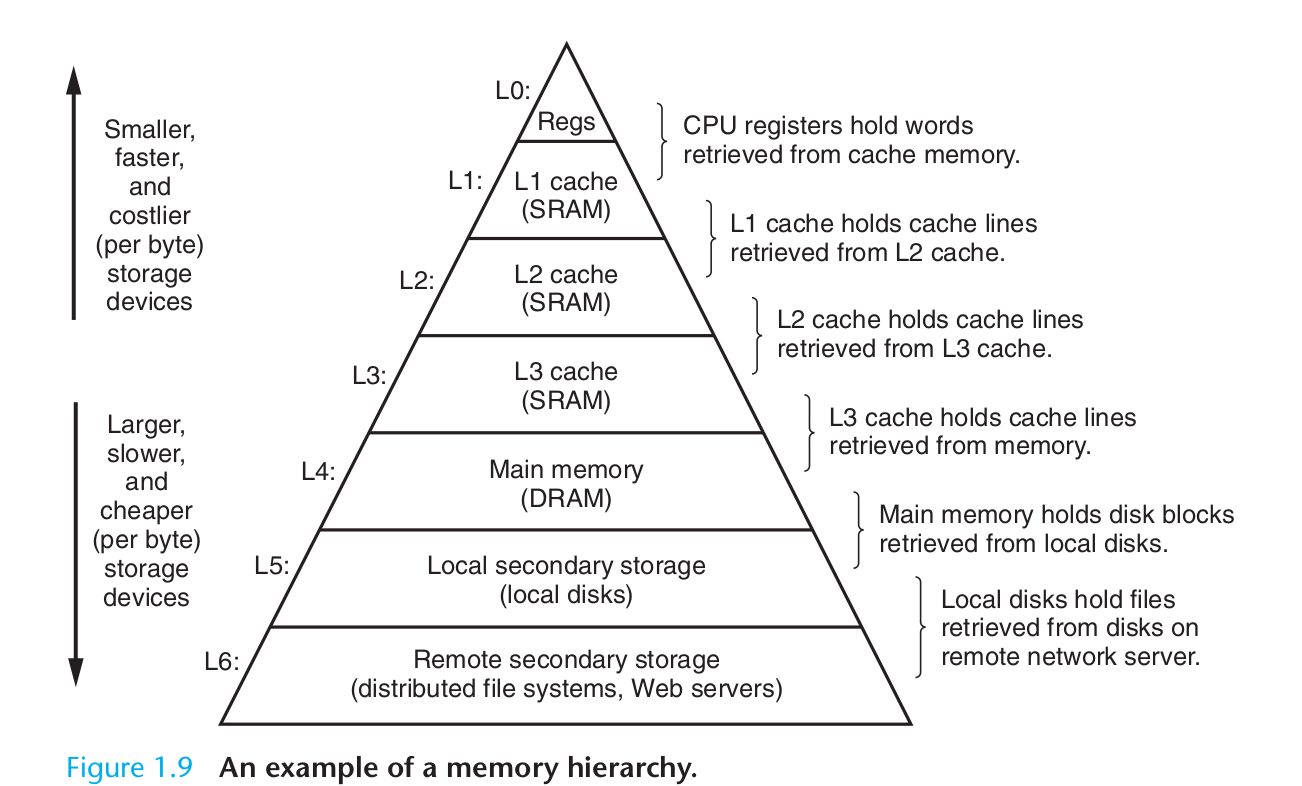 Smaller,
faster,
and
costlier
(per byte)
storage
devices
Larger,
slower,
and
cheaper
(per byte)
storage
devices
L0:
Regs
L1:
L1 cache
(SRAM)
L2:
L2 cache
(SRAM)
L3:
L3 cache
(SRAM)
L4:
Main memory
(DRAM)
L5:
Local secondary storage
(local disks)
L6:
Remote secondary storage
(distributed file systems, Web servers)
CPU registers hold words
retrieved from cache memory.
L1 cache holds cache lines
retrieved from L2 cache.
L2 cache holds cache lines
retrieved from L3 cache.
L3 cache holds cache lines
retrieved from memory.
Main memory holds disk blocks
retrieved from local disks.
Local disks hold files
retrieved from disks on
remote network server.
Figure 1.9 An example of a memory hierarchy.